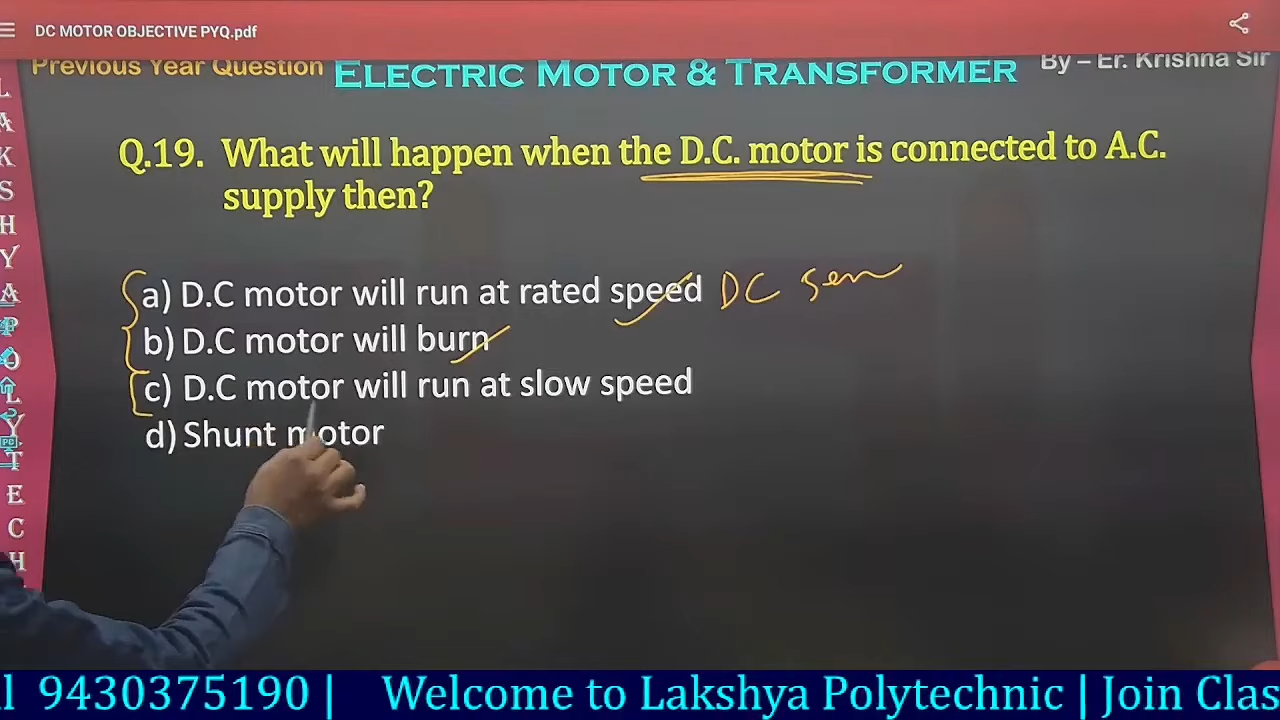 DC MOTOR OBJECTIVE PYQ.pdf
Previous Year Question ELECTRIC MOTOR & TRANSFORMER By – Er. Krishna Sir
Q.19. What will happen when the D.C. motor is connected to A.C.
supply then?
a) D.C motor will run at rated speed DC
b) D.C motor will burn
c) D.C motor will run at slow speed
d) Shunt motor
L
A
K
S
H
Y
A
P
O
L
Y
T
E
C
H
9430375190 | Welcome to Lakshya Polytechnic | Join